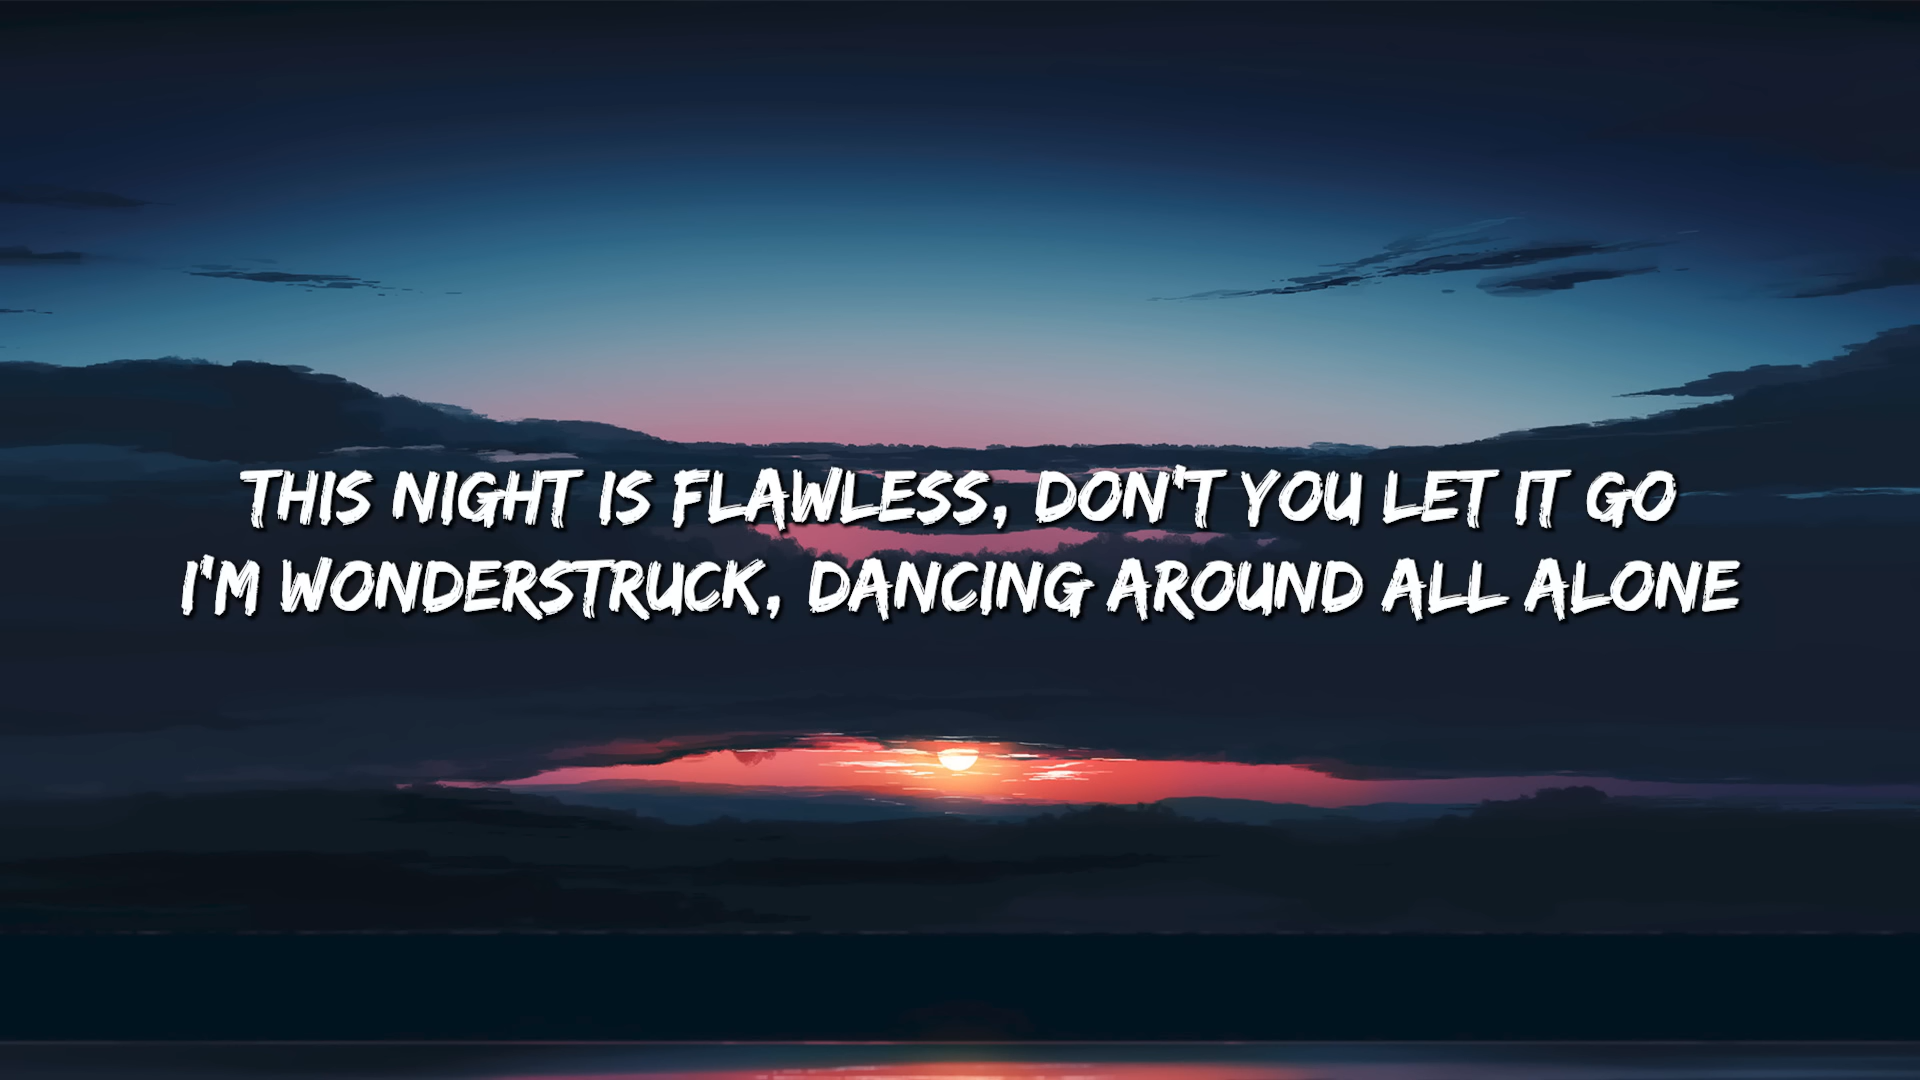 THIS NIGHT IS FLAWLESS, DON'T YOU LET IT GO
I'M WONDERSTRUCK, DANCING AROUND ALL ALONE